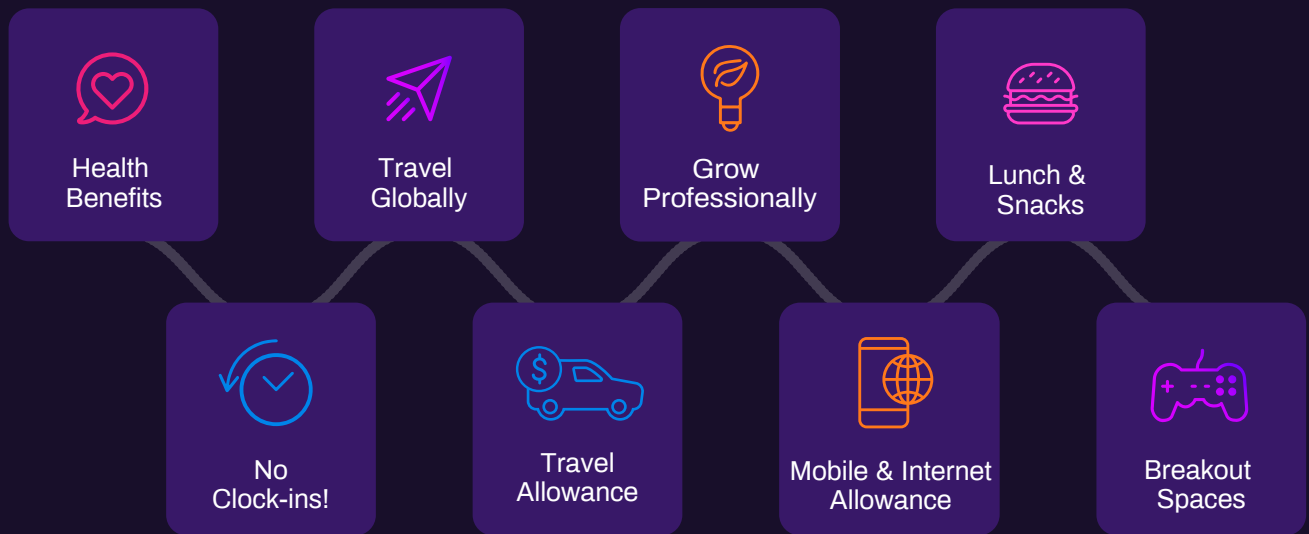 Health
Benefits
Travel
Globally
Grow
Professionally
Lunch &
Snacks
No
Clock-ins!
$
Travel
Allowance
Mobile & Internet
Allowance
Breakout
Spaces